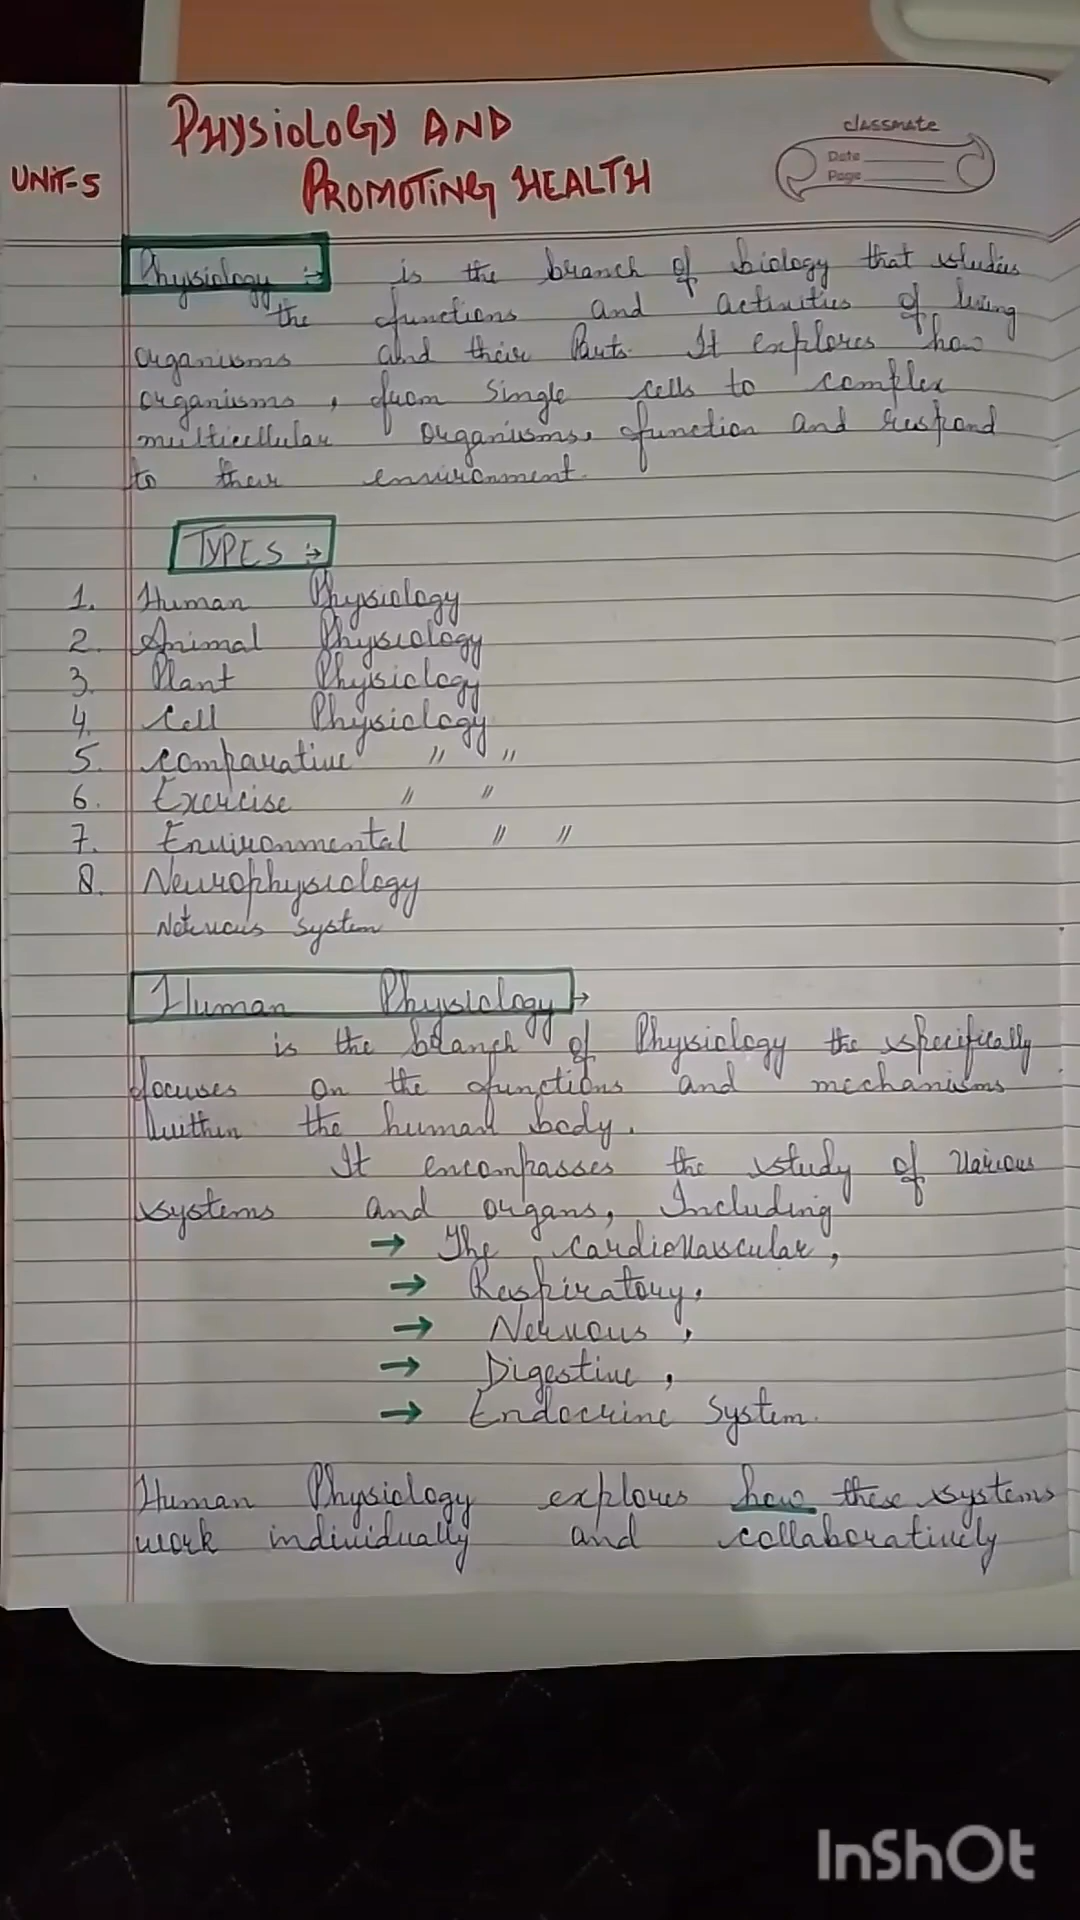 PHYSIOLOGY AND
PROMOTING HEALTH
UNIT-5
classmate
Date
Page
Physiology :→ is the branch of biology that studies
the functions and activities of living
organisms and their Parts. It explores how
organisms, from single cells to complex
multicellular organisms, function and respond
to their environment.
TYPES :→
1. Human Physiology
2. Animal Physiology
3. Plant Physiology
4. Cell Physiology
5. Comparative " "
6. Exercise " "
7. Environmental " "
8. Neurophysiology
Nervous system
Human Physiology →
is the branch of Physiology the specifically
focuses on the functions and mechanisms
within the human body.
It encompasses the study of various
systems and organs, Including
→ The cardiovascular,
→ Respiratory,
→ Nervous,
→ Digestive,
→ Endocrine System.
Human Physiology explores how these systems
work individually and collaboratively
InShOt